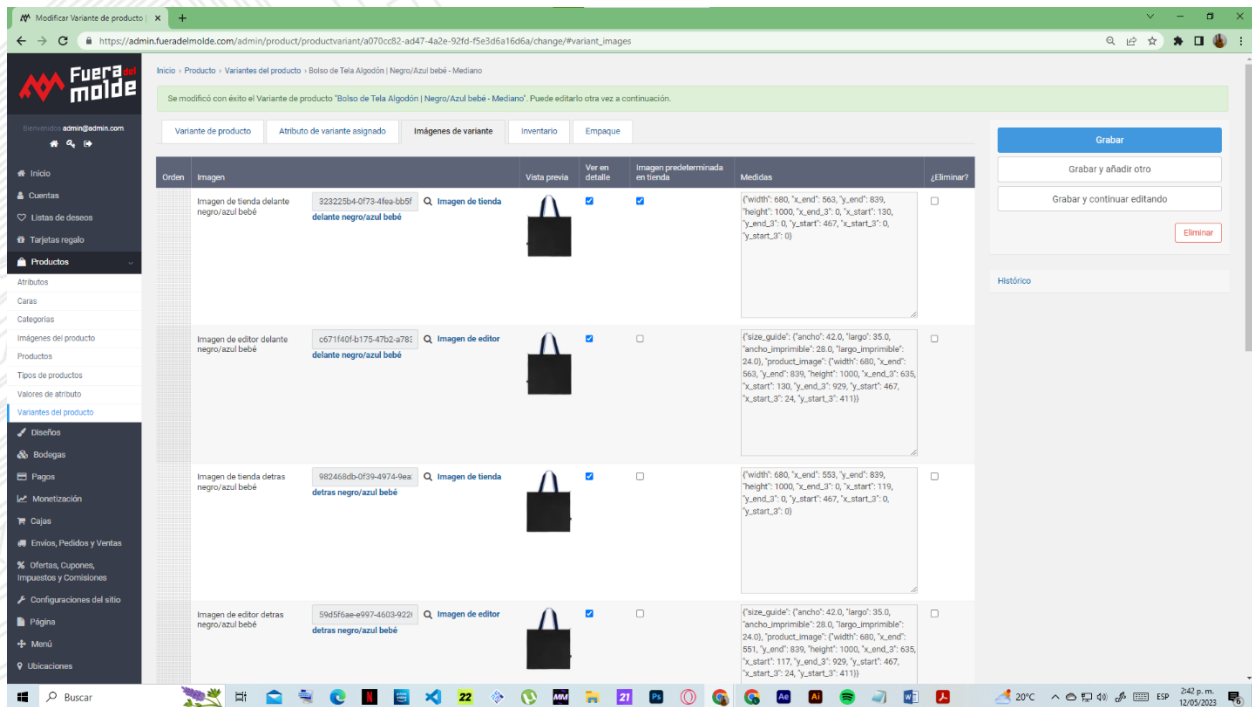 Modificar Variante de producto |
https://admin.fueradelmolde.com/admin/product/productvariant/a070cc82-ad47-4a2e-92fd-f5e3d6a16d6a/change/#variant_images
Fuera del
molde
Bienvenido admin@admin.com
Inicio
Cuentas
Listas de deseos
Tarjetas regalo
Productos
Atributos
Caras
Categorías
Imágenes del producto
Productos
Tipos de productos
Valores de atributo
Variantes del producto
Diseños
Bodegas
Pagos
Monetización
Cajas
Envíos, Pedidos y Ventas
Ofertas, Cupones,
Impuestos y Comisiones
Configuraciones del sitio
Página
Menú
Ubicaciones
Inicio › Producto › Variantes del producto › Bolso de Tela Algodón | Negro/Azul bebé - Mediano
Se modificó con éxito el Variante de producto "Bolso de Tela Algodón | Negro/Azul bebé - Mediano". Puede editarlo otra vez a continuación.
Variante de producto Atributo de variante asignado Imágenes de variante Inventario Empaque
Orden Imagen Vista previa Ver en detalle Imagen predeterminada en tienda Medidas ¿Eliminar?
Imagen de tienda delante
negro/azul bebé
323225b4-0f73-4fea-bb5f Imagen de tienda
delante negro/azul bebé
{"width": 680, "x_end": 563, "y_end": 839,
"height": 1000, "x_end_3": 0, "x_start": 130,
"y_end_3": 0, "y_start": 467, "x_start_3": 0,
"y_start_3": 0}
Imagen de editor delante
negro/azul bebé
c671f40f-b175-47b2-a783 Imagen de editor
delante negro/azul bebé
{"size_guide": {"ancho": 42.0, "largo": 35.0,
"ancho_imprimible": 28.0, "largo_imprimible":
24.0}, "product_image": {"width": 680, "x_end":
563, "y_end": 839, "height": 1000, "x_end_3": 635,
"x_start": 130, "y_end_3": 929, "y_start": 467,
"x_start_3": 24, "y_start_3": 411}}
Imagen de tienda detras
negro/azul bebé
982468db-0f39-4974-9ea Imagen de tienda
detras negro/azul bebé
{"width": 680, "x_end": 553, "y_end": 839,
"height": 1000, "x_end_3": 0, "x_start": 119,
"y_end_3": 0, "y_start": 467, "x_start_3": 0,
"y_start_3": 0}
Imagen de editor detras
negro/azul bebé
59d5f6ae-e997-4603-922 Imagen de editor
detras negro/azul bebé
{"size_guide": {"ancho": 42.0, "largo": 35.0,
"ancho_imprimible": 28.0, "largo_imprimible":
24.0}, "product_image": {"width": 680, "x_end":
551, "y_end": 839, "height": 1000, "x_end_3": 635,
"x_start": 117, "y_end_3": 929, "y_start": 467,
"x_start_3": 24, "y_start_3": 411}}
Grabar
Grabar y añadir otro
Grabar y continuar editando
Eliminar
Histórico
Buscar
22
MM
21
Ps
Ae
Ai
20°C
ESP
2:42 p. m.
12/05/2023